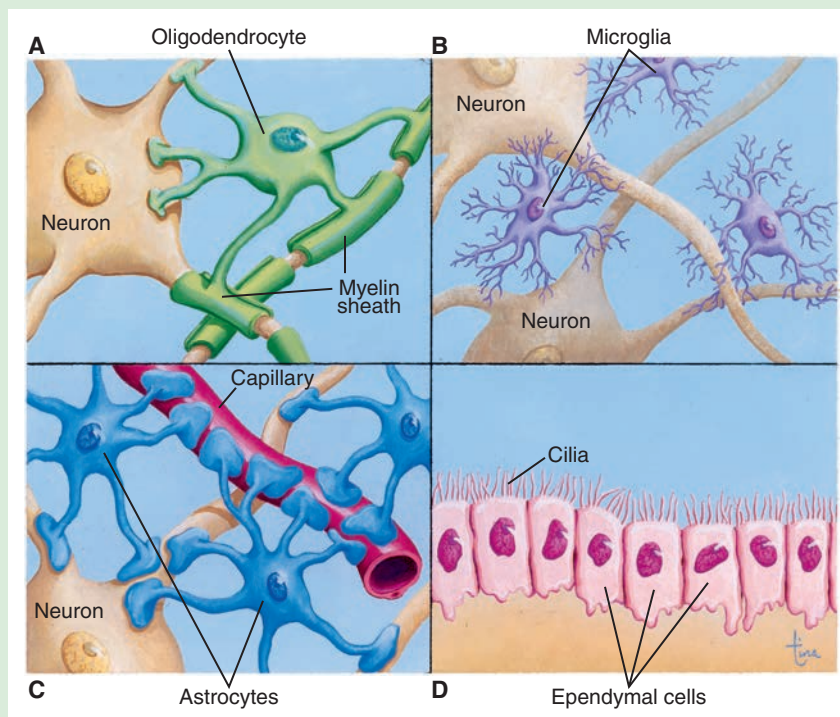 A
Oligodendrocyte
Neuron
Myelin
sheath
B
Microglia
Neuron
Neuron
Capillary
Neuron
C
Astrocytes
Cilia
tina
D
Ependymal cells